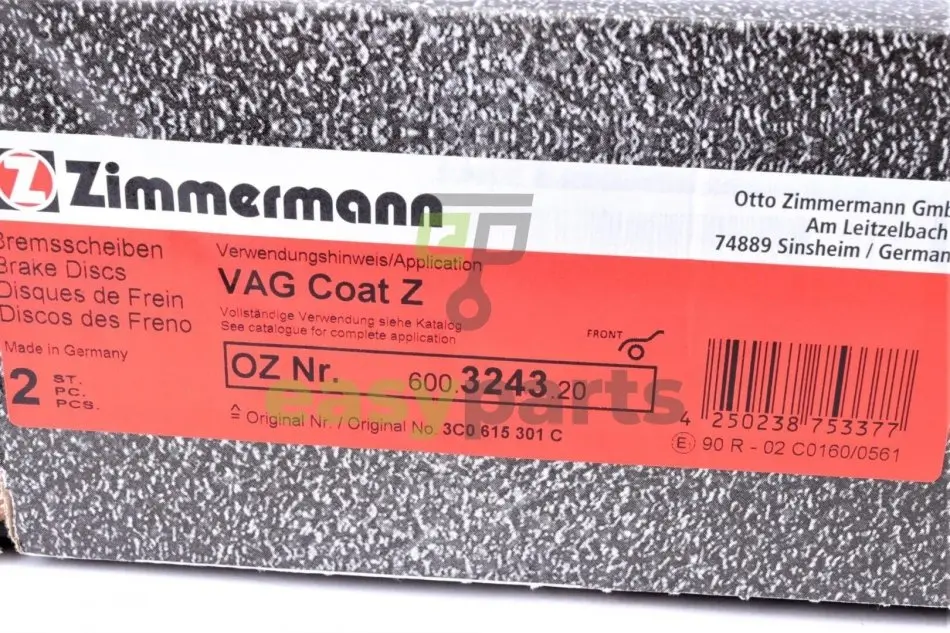 Z Zimmermann
Otto Zimmermann Gmb
Am Leitzelbach
74889 Sinsheim / German
Bremsscheiben
Brake Discs
Disques de Frein
Discos des Freno
Made in Germany
2 ST.
PC.
PCS.
Verwendungshinweis/Application
VAG Coat Z
Vollständige Verwendung siehe Katalog
See catalogue for complete application
FRONT
OZ Nr. 600.3243.20
≙ Original Nr. / Original No. 3C0 615 301 C
4 250238 753377
E1 90 R - 02 C0160/0561
easyparts